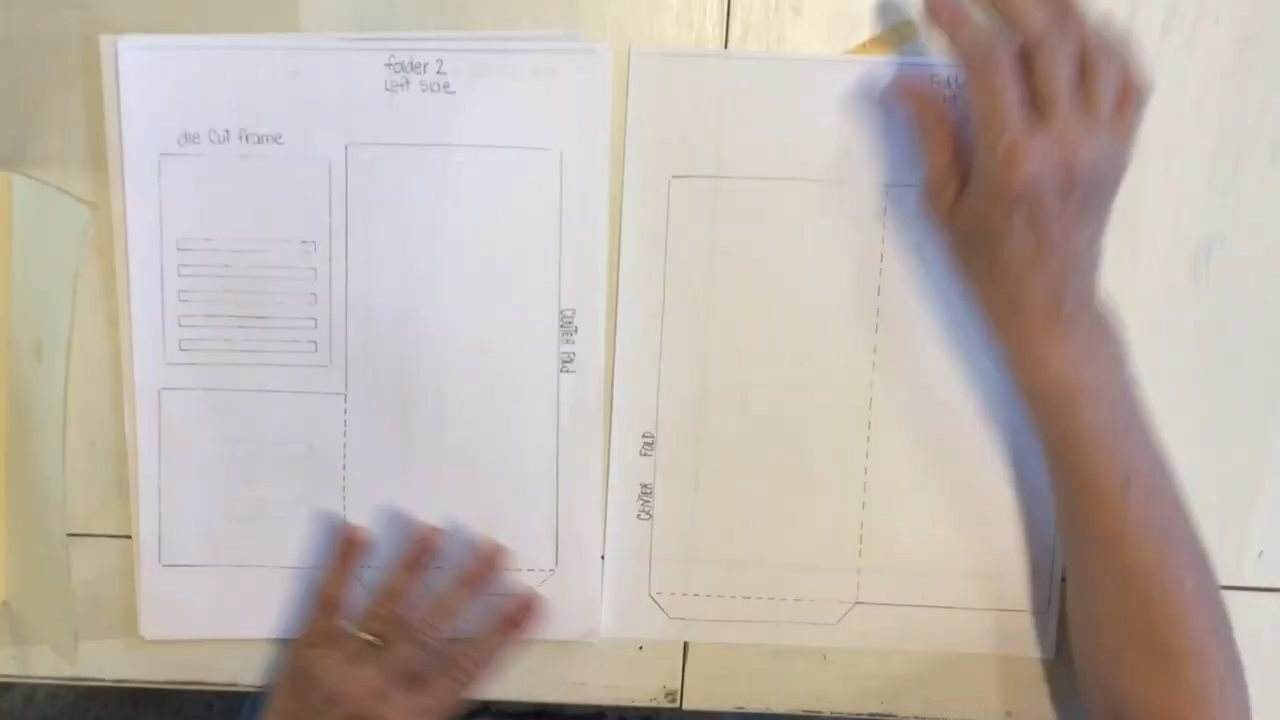 folder 2
Left Side
die Cut frame
CENTER FOLD
CENTER FOLD